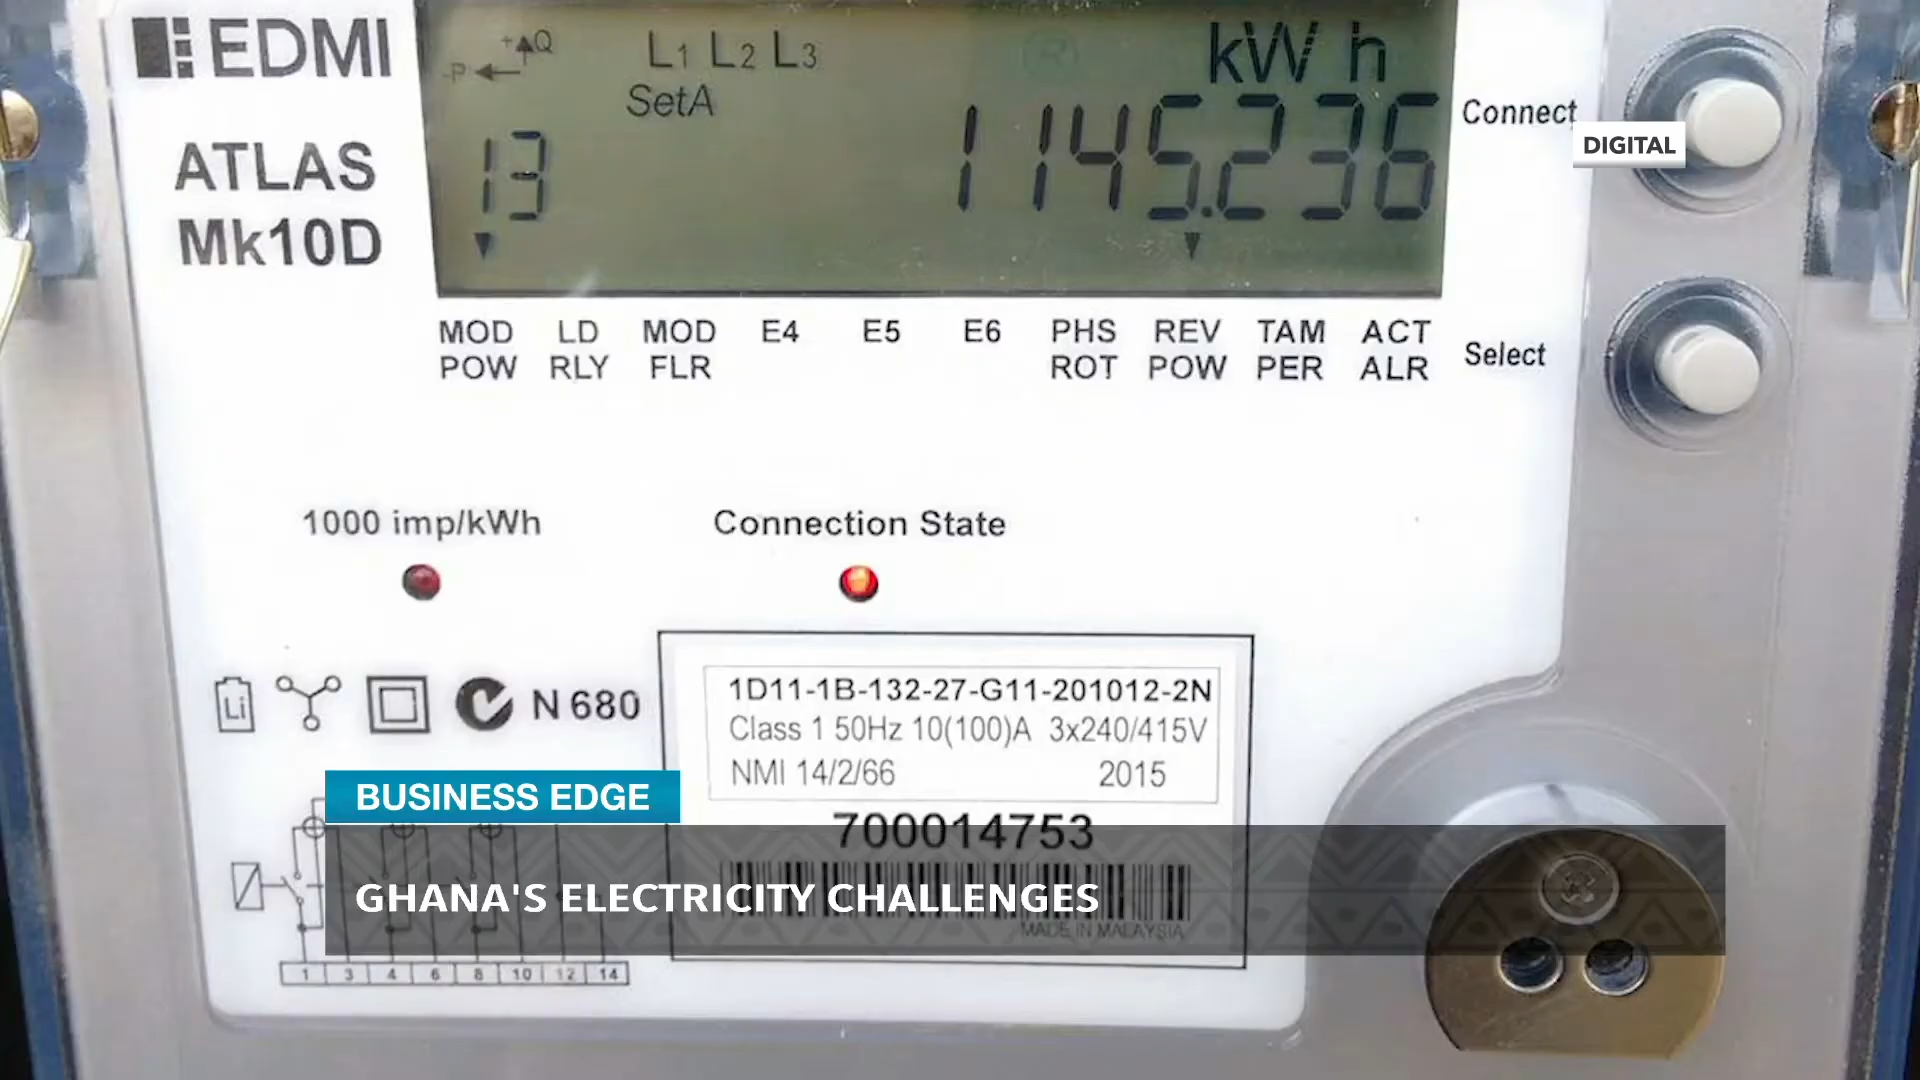 EDMI
ATLAS
Mk10D
+Q
-P
L1 L2 L3
SetA
kW h
13
1145.236
Connect
DIGITAL
MOD POW
LD RLY
MOD FLR
E4
E5
E6
PHS ROT
REV POW
TAM PER
ACT ALR
Select
1000 imp/kWh
Connection State
Li
N 680
1D11-1B-132-27-G11-201012-2N
Class 1 50Hz 10(100)A 3x240/415V
NMI 14/2/66 2015
700014753
MADE IN MALAYSIA
BUSINESS EDGE
GHANA'S ELECTRICITY CHALLENGES
1 3 4 6 8 10 12 14